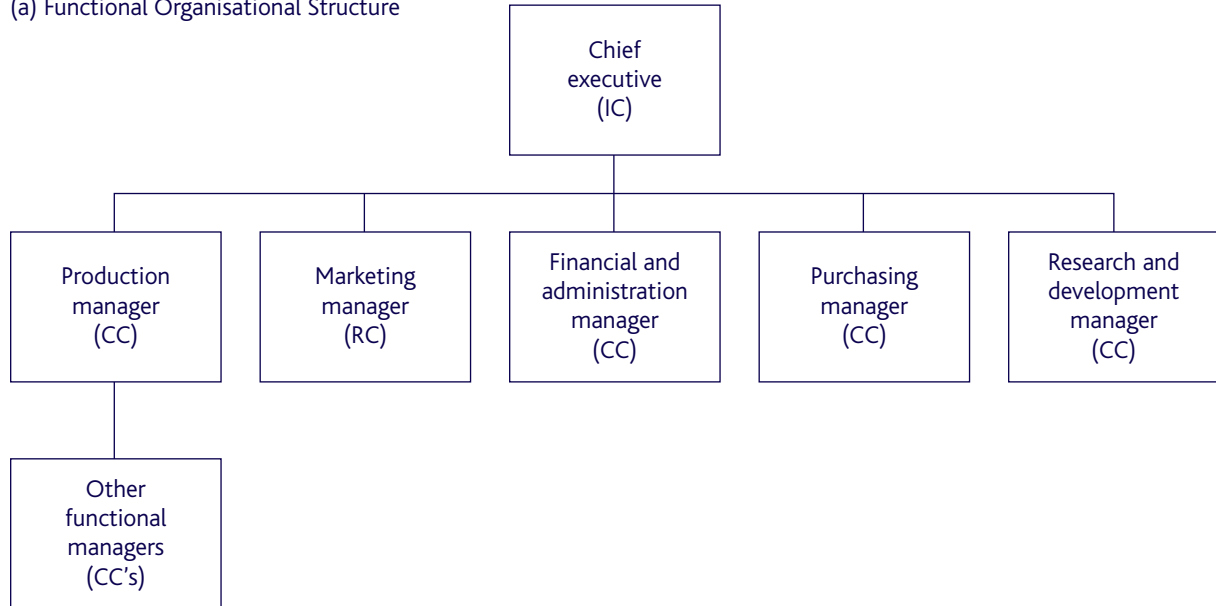 (a) Functional Organisational Structure
Chief
executive
(IC)
Production
manager
(CC)
Marketing
manager
(RC)
Financial and
administration
manager
(CC)
Purchasing
manager
(CC)
Research and
development
manager
(CC)
Other
functional
managers
(CC's)